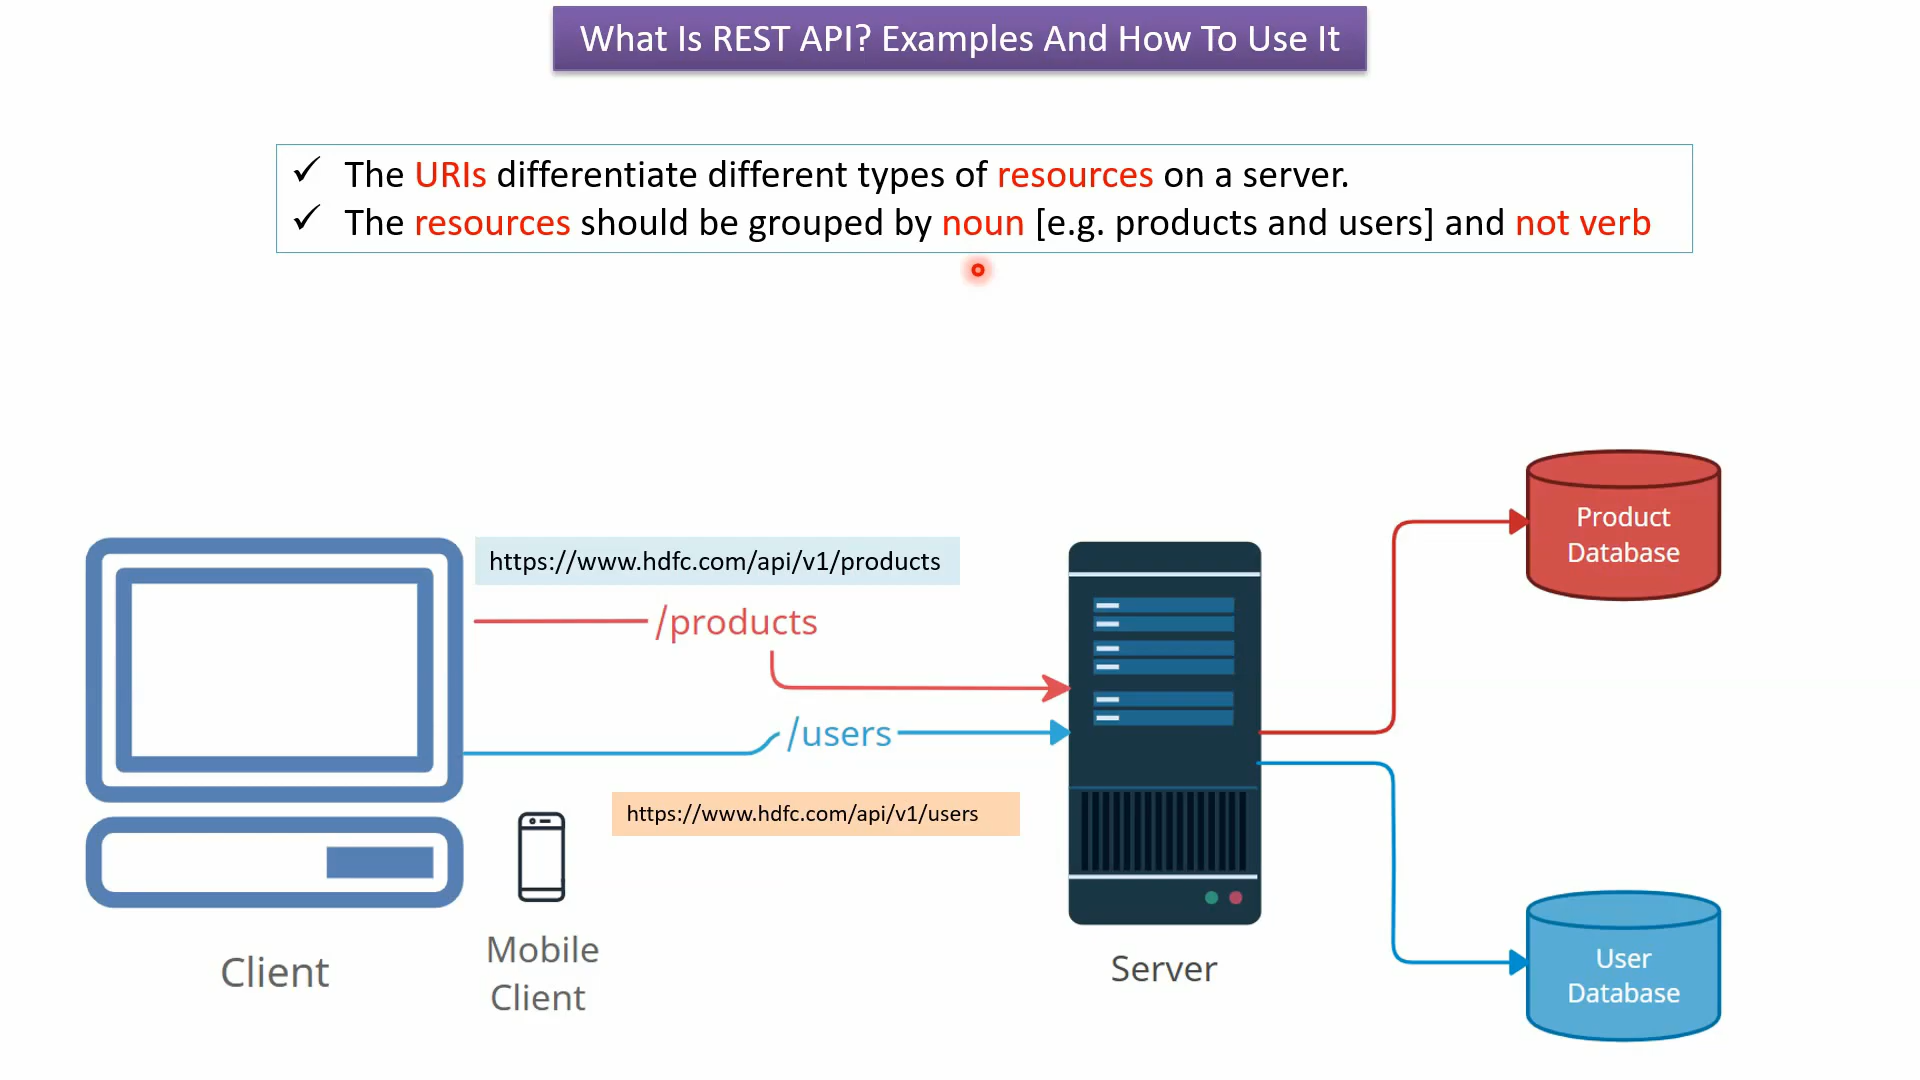 What Is REST API? Examples And How To Use It
✓ The URIs differentiate different types of resources on a server.
✓ The resources should be grouped by noun [e.g. products and users] and not verb
https://www.hdfc.com/api/v1/products
/products
/users
https://www.hdfc.com/api/v1/users
Product
Database
User
Database
Client
Mobile
Client
Server